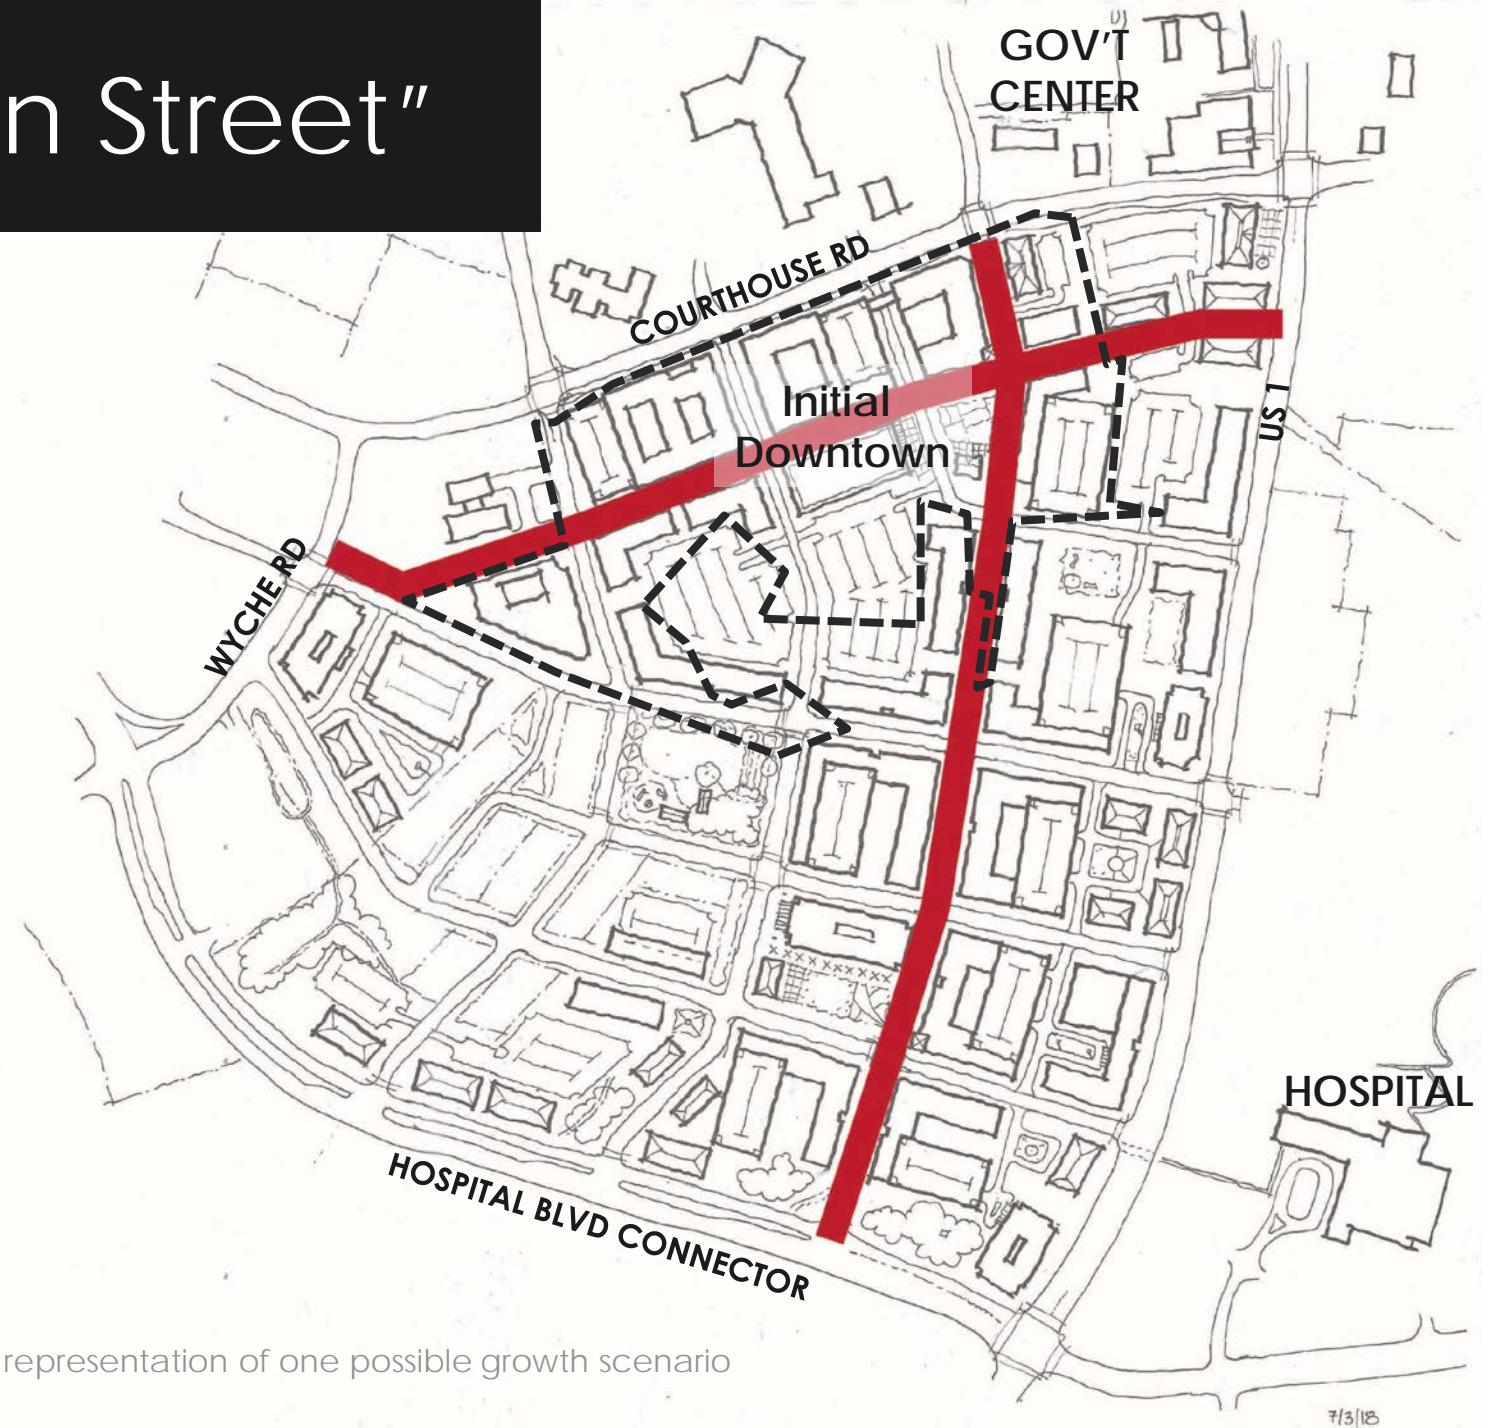 n Street"
GOV'T
CENTER
COURTHOUSE RD
Initial
Downtown
US 1
WYCHE RD
HOSPITAL
HOSPITAL BLVD CONNECTOR
representation of one possible growth scenario
7/3/18